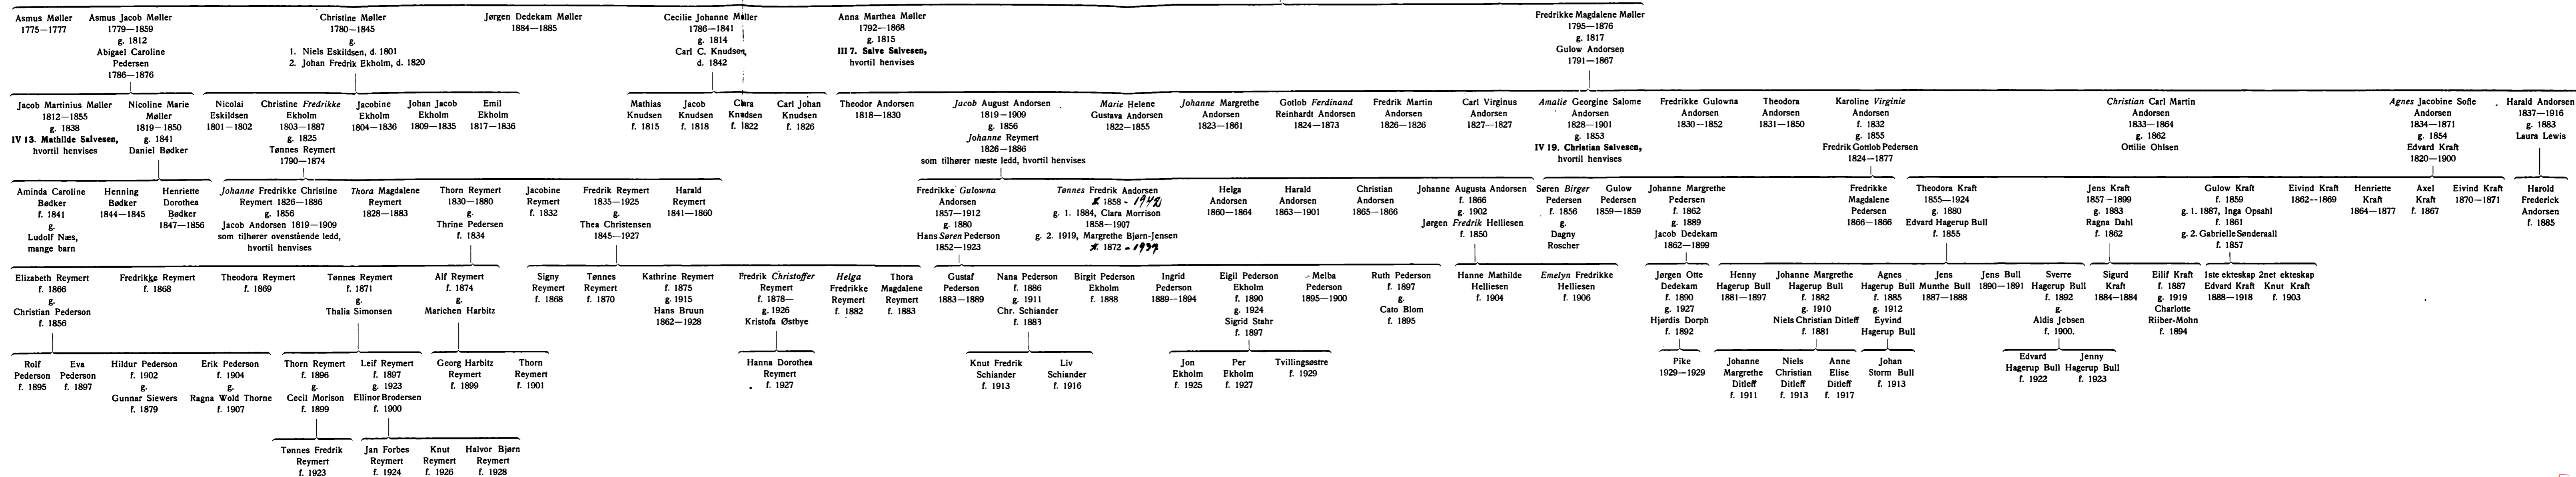 Asmus Møller
1775—1777
Asmus Jacob Møller
1779—1859
g. 1812
Abigael Caroline
Pedersen
1786—1876
Christine Møller
1780—1845
g.
1. Niels Eskildsen, d. 1801
2. Johan Fredrik Ekholm, d. 1820
Jørgen Dedekam Møller
1884—1885
Cecilie Johanne Møller
1786—1841
g. 1814
Carl C. Knudsen,
d. 1842
Anna Marthea Møller
1792—1868
g. 1815
III 7. Salve Salvesen,
hvortil henvises
Fredrikke Magdalene Møller
1795—1876
g. 1817
Gulow Andorsen
1791—1867
Jacob Martinius Møller
1812—1855
g. 1838
IV 13. Mathilde Salvesen,
hvortil henvises
Nicoline Marie
Møller
1819—1850
g. 1841
Daniel Bødker
Nicolai
Eskildsen
1801—1802
Christine Fredrikke
Ekholm
1803—1887
g. 1825
Tønnes Reymert
1790—1874
Jacobine
Ekholm
1804—1836
Johan Jacob
Ekholm
1809—1835
Emil
Ekholm
1817—1836
Mathias
Knudsen
f. 1815
Jacob
Knudsen
f. 1818
Clara
Knudsen
f. 1822
Carl Johan
Knudsen
f. 1826
Theodor Andorsen
1818—1830
Jacob August Andorsen
1819—1909
g. 1856
Johanne Reymert
1826—1886
som tilhører næste ledd, hvortil henvises
Marie Helene
Gustava Andorsen
1822—1855
Johanne Margrethe
Andorsen
1823—1861
Gotlob Ferdinand
Reinhardt Andorsen
1824—1873
Fredrik Martin
Andorsen
1826—1826
Carl Virginus
Andorsen
1827—1827
Amalie Georgine Salome
Andorsen
1828—1901
g. 1853
IV 19. Christian Salvesen,
hvortil henvises
Fredrikke Gulowna
Andorsen
1830—1852
Theodora
Andorsen
1831—1850
Karoline Virginie
Andorsen
f. 1832
g. 1855
Fredrik Gottlob Pedersen
1824—1877
Christian Carl Martin
Andorsen
1833—1864
g. 1862
Ottilie Ohlsen
Agnes Jacobine Sofie
Andorsen
1834—1871
g. 1854
Edvard Kraft
1820—1900
Harald Andorsen
1837—1916
g. 1883
Laura Lewis
Aminda Caroline
Bødker
f. 1841
g.
Ludolf Næs,
mange barn
Henning
Bødker
1844—1845
Henriette
Dorothea
Bødker
1847—1856
Johanne Fredrikke Christine
Reymert 1826—1886
g. 1856
Jacob Andorsen 1819—1909
som tilhører ovenstående ledd,
hvortil henvises
Thora Magdalene
Reymert
1828—1883
Thorn Reymert
1830—1880
g.
Thrine Pedersen
f. 1834
Jacobine
Reymert
f. 1832
Fredrik Reymert
1835—1925
g.
Thea Christensen
1845—1927
Harald
Reymert
1841—1860
Fredrikke Gulowna
Andorsen
1857—1912
g. 1880
Hans Søren Pederson
1852—1923
Tønnes Fredrik Andorsen
1858 - 1942
g. 1. 1884, Clara Morrison
1858—1907
g. 2. 1919, Margrethe Bjørn-Jensen
1872 - 1937
Helga
Andorsen
1860—1864
Harald
Andorsen
1863—1901
Christian
Andorsen
1865—1866
Johanne Augusta Andorsen
f. 1866
g. 1902
Jørgen Fredrik Helliesen
f. 1850
Søren Birger
Pedersen
f. 1856
g.
Dagny
Roscher
Gulow
Pedersen
1859—1859
Johanne Margrethe
Pedersen
f. 1862
g. 1889
Jacob Dedekam
1862—1899
Fredrikke
Magdalene
Pedersen
1866—1866
Theodora Kraft
1855—1924
g. 1880
Edvard Hagerup Bull
f. 1855
Jens Kraft
1857—1899
g. 1883
Ragna Dahl
f. 1862
Gulow Kraft
f. 1859
g. 1. 1887, Inga Opsahl
f. 1861
g. 2. Gabrielle Sønderaall
f. 1857
Eivind Kraft
1862—1869
Henriette
Kraft
1864—1877
Axel
Kraft
f. 1867
Eivind Kraft
1870—1871
Harold
Frederick
Andorsen
f. 1885
Elizabeth Reymert
f. 1866
g.
Christian Pederson
f. 1856
Fredrikke Reymert
f. 1868
Theodora Reymert
f. 1869
Tønnes Reymert
f. 1871
g.
Thalia Simonsen
Alf Reymert
f. 1874
g.
Marichen Harbitz
Signy
Reymert
f. 1868
Tønnes
Reymert
f. 1870
Kathrine Reymert
f. 1875
g. 1915
Hans Bruun
1862—1928
Fredrik Christoffer
Reymert
f. 1878—
g. 1926
Kristofa Østbye
Helga
Fredrikke
Reymert
f. 1882
Thora
Magdalene
Reymert
f. 1883
Gustaf
Pederson
1883—1889
Nana Pederson
f. 1886
g. 1911
Chr. Schiander
f. 1883
Birgit Pederson
Ekholm
f. 1888
Ingrid
Pederson
1889—1894
Eigil Pederson
Ekholm
f. 1890
g. 1924
Sigrid Stahr
f. 1897
Melba
Pederson
1895—1900
Ruth Pederson
f. 1897
g.
Cato Blom
f. 1895
Hanne Mathilde
Helliesen
f. 1904
Emelyn Fredrikke
Helliesen
f. 1906
Jørgen Otte
Dedekam
f. 1890
g. 1927
Hjørdis Dorph
f. 1892
Henny
Hagerup Bull
1881—1897
Johanne Margrethe
Hagerup Bull
f. 1882
g. 1910
Niels Christian Ditleff
f. 1881
Agnes
Hagerup Bull
f. 1885
g. 1912
Eyvind
Hagerup Bull
Jens
Munthe Bull
1887—1888
Jens Bull
1890—1891
Sverre
Hagerup Bull
f. 1892
g.
Aldis Jebsen
f. 1900.
Sigurd
Kraft
1884—1884
Eilif Kraft
f. 1887
g. 1919
Charlotte
Riiber-Mohn
f. 1894
1ste ekteskap
Edvard Kraft
1888—1918
2net ekteskap
Knut Kraft
f. 1903
Rolf
Pederson
f. 1895
Eva
Pederson
f. 1897
Hildur Pederson
f. 1902
g.
Gunnar Siewers
f. 1879
Erik Pederson
f. 1904
g.
Ragna Wold Thorne
f. 1907
Thorn Reymert
f. 1896
g.
Cecil Morison
f. 1899
Leif Reymert
f. 1897
g. 1923
Ellinor Brodersen
f. 1900
Georg Harbitz
Reymert
f. 1899
Thorn
Reymert
f. 1901
Hanna Dorothea
Reymert
f. 1927
Knut Fredrik
Schiander
f. 1913
Liv
Schiander
f. 1916
Jon
Ekholm
f. 1925
Per
Ekholm
f. 1927
Tvillingsøstre
f. 1929
Pike
1929—1929
Johanne
Margrethe
Ditleff
f. 1911
Niels
Christian
Ditleff
f. 1913
Anne
Elise
Ditleff
f. 1917
Johan
Storm Bull
f. 1913
Edvard
Hagerup Bull
f. 1922
Jenny
Hagerup Bull
f. 1923
Tønnes Fredrik
Reymert
f. 1923
Jan Forbes
Reymert
f. 1924
Knut
Reymert
f. 1926
Halvor Bjørn
Reymert
f. 1928